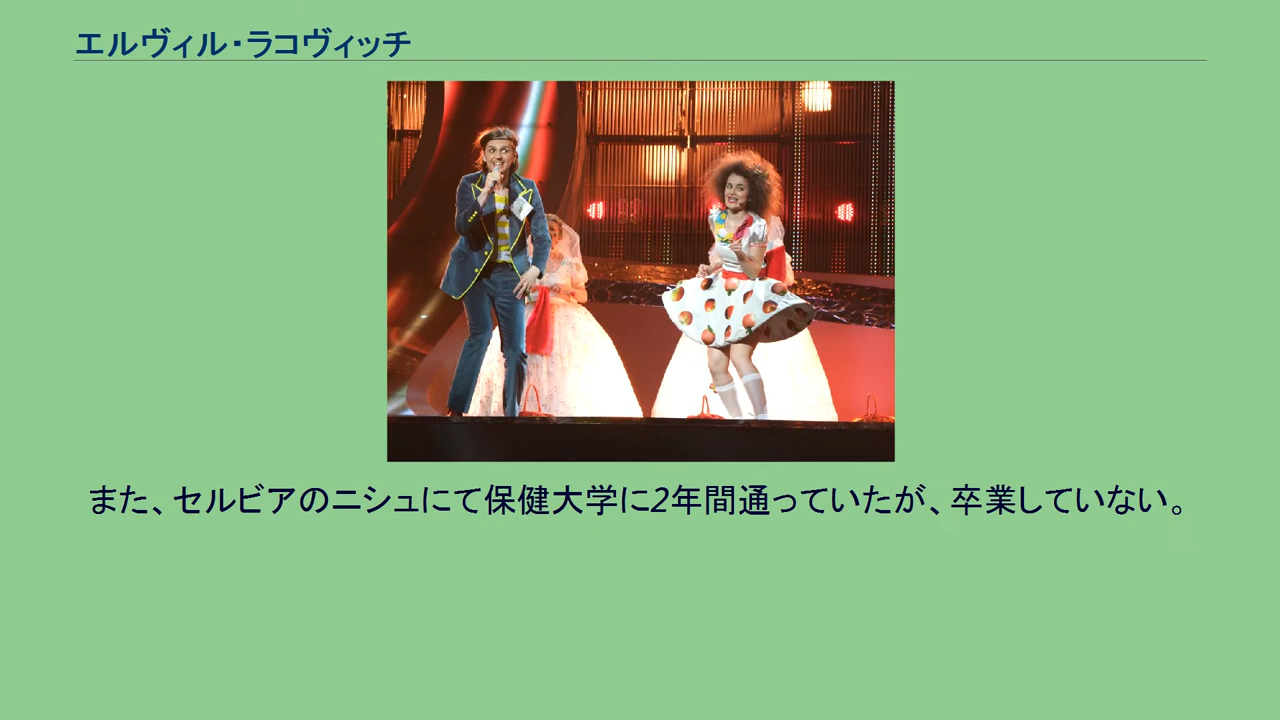 エルヴィル・ラコヴィッチ
また、セルビアのニシュにて保健大学に2年間通っていたが、卒業していない。